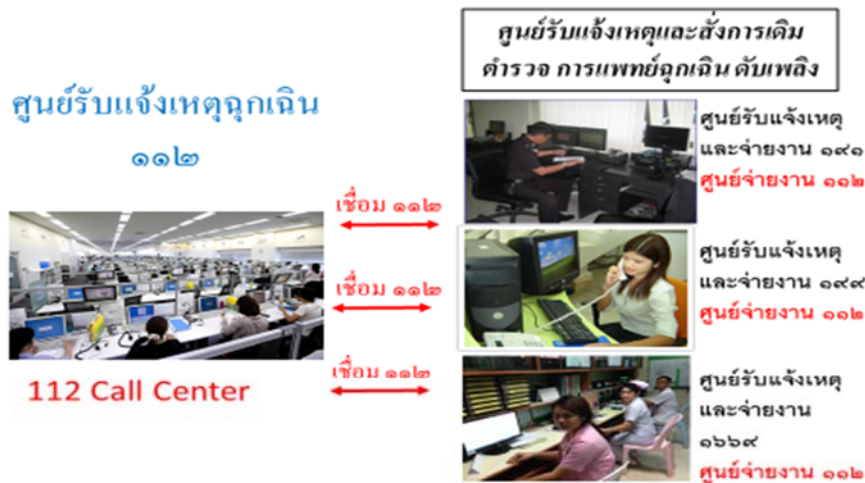 ศูนย์รับแจ้งเหตุฉุกเฉิน
๑๑๒
112 Call Center
เชื่อม ๑๑๒
เชื่อม ๑๑๒
เชื่อม ๑๑๒
ศูนย์รับแจ้งเหตุและสั่งการเดิม
ตำรวจ การแพทย์ฉุกเฉิน ดับเพลิง
ศูนย์รับแจ้งเหตุ
และจ่ายงาน ๑๙๑
ศูนย์จ่ายงาน ๑๑๒
ศูนย์รับแจ้งเหตุ
และจ่ายงาน ๑๙๙
ศูนย์จ่ายงาน ๑๑๒
ศูนย์รับแจ้งเหตุ
และจ่ายงาน
๑๖๖๙
ศูนย์จ่ายงาน ๑๑๒